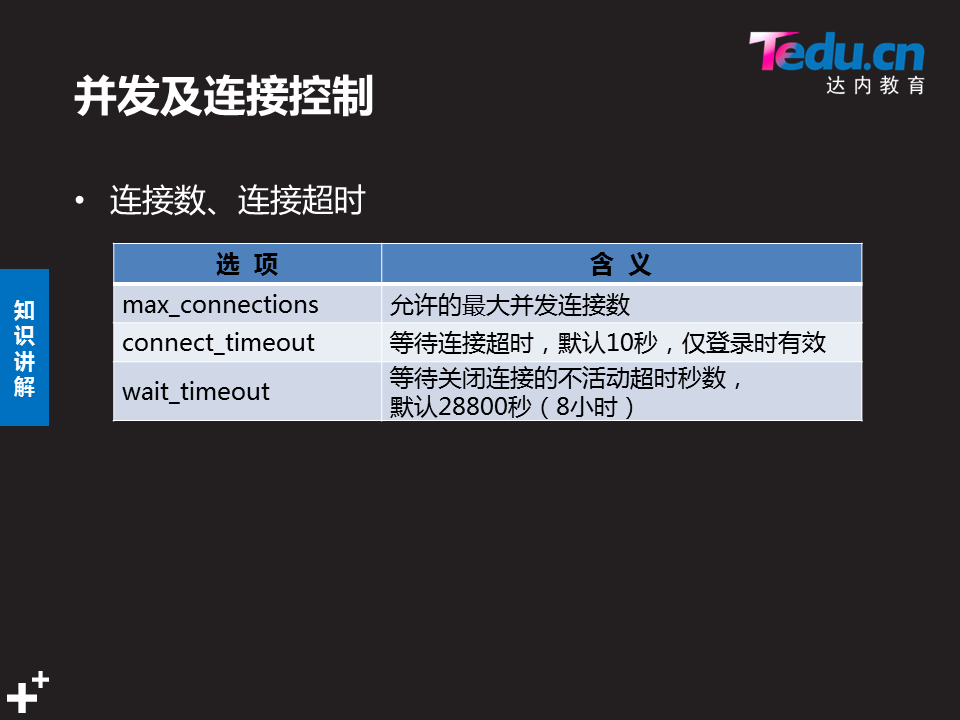 Tedu.cn
达内教育
并发及连接控制
• 连接数、连接超时
选 项 含 义
max_connections 允许的最大并发连接数
connect_timeout 等待连接超时，默认10秒，仅登录时有效
wait_timeout 等待关闭连接的不活动超时秒数，
默认28800秒（8小时）
知
识
讲
解